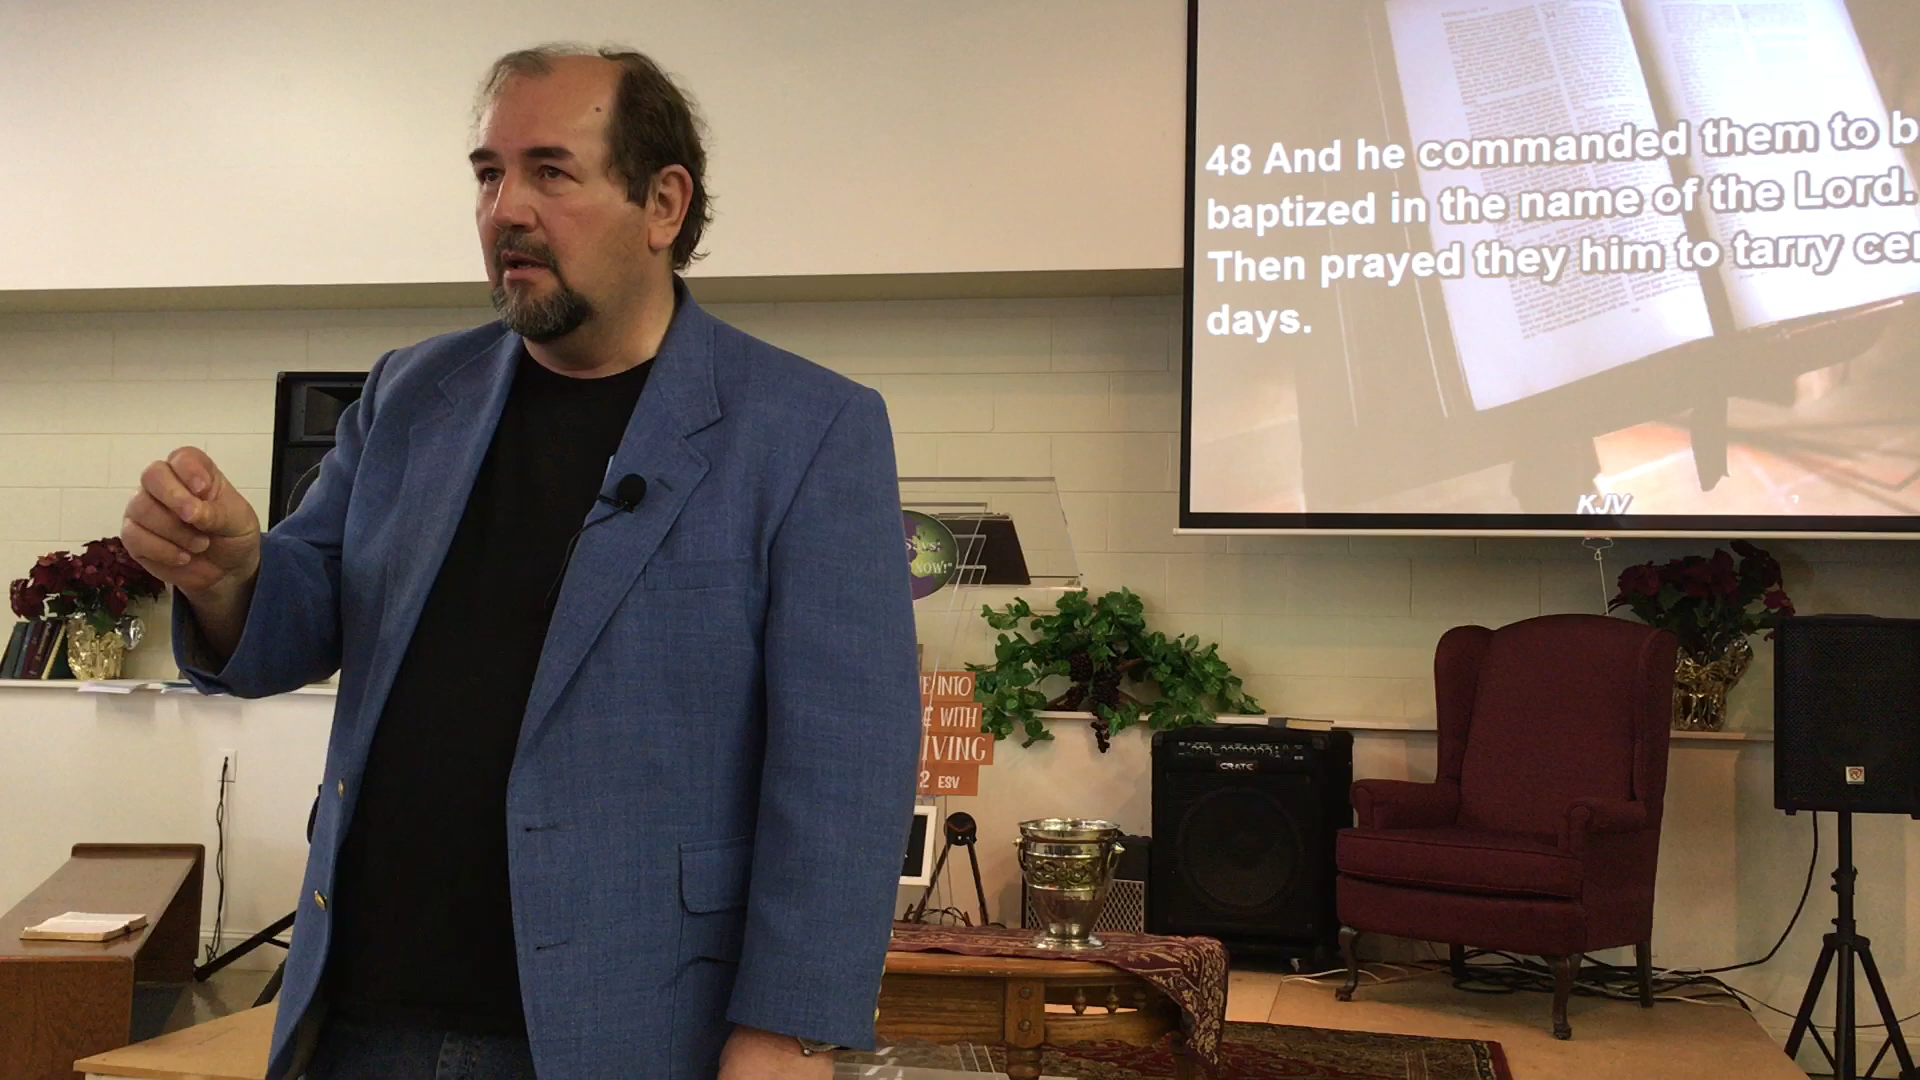 48 And he commanded them to b
baptized in the name of the Lord.
Then prayed they him to tarry cer
days.
KJV
NOW!"
E INTO
E WITH
IVING
2 ESV
CRATE